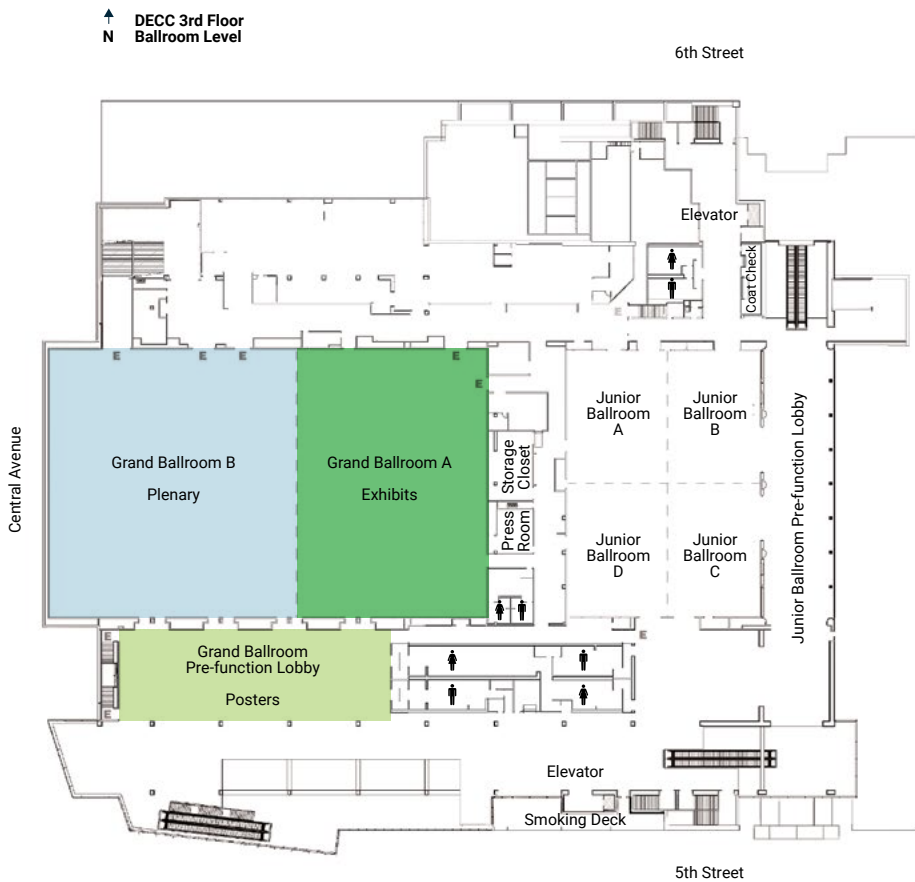 DECC 3rd Floor
N Ballroom Level
6th Street
Elevator
Coat Check
E
E
E
E
E
E
Junior
Ballroom
A
Junior
Ballroom
B
Grand Ballroom B
Plenary
Grand Ballroom A
Exhibits
Storage
Closet
Press
Room
Junior
Ballroom
D
Junior
Ballroom
C
Junior Ballroom Pre-function Lobby
Central Avenue
E
E
Grand Ballroom
Pre-function Lobby
Posters
E
Elevator
Smoking Deck
5th Street